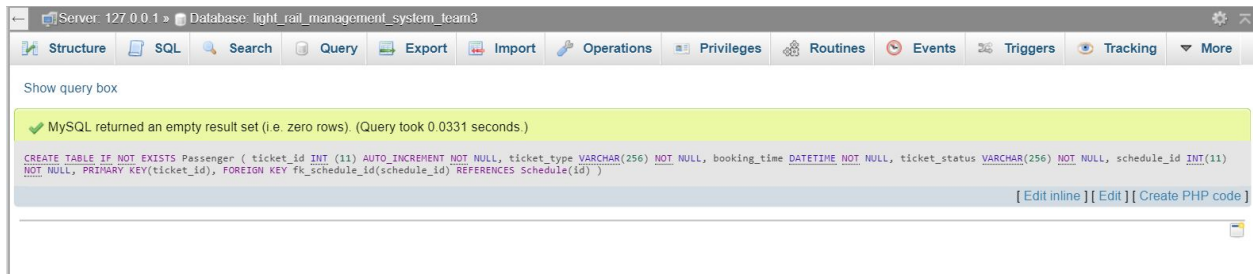 Server: 127.0.0.1 » Database: light_rail_management_system_team3
Structure SQL Search Query Export Import Operations Privileges Routines Events Triggers Tracking More
Show query box
MySQL returned an empty result set (i.e. zero rows). (Query took 0.0331 seconds.)
CREATE TABLE IF NOT EXISTS Passenger ( ticket_id INT (11) AUTO_INCREMENT NOT NULL, ticket_type VARCHAR(256) NOT NULL, booking_time DATETIME NOT NULL, ticket_status VARCHAR(256) NOT NULL, schedule_id INT(11)
NOT NULL, PRIMARY KEY(ticket_id), FOREIGN KEY fk_schedule_id(schedule_id) REFERENCES Schedule(id) )
[ Edit inline ] [ Edit ] [ Create PHP code ]